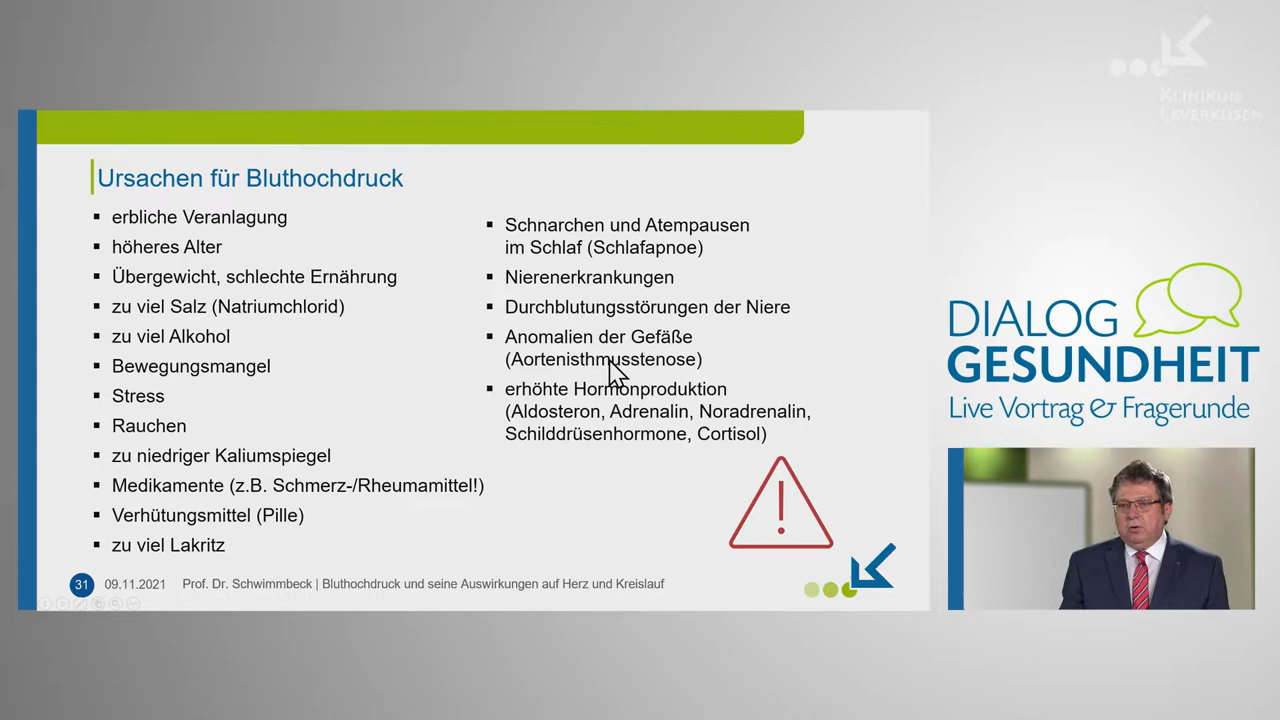 KLINIKUM
LEVERKUSEN
Ursachen für Bluthochdruck
▪ erbliche Veranlagung
▪ höheres Alter
▪ Übergewicht, schlechte Ernährung
▪ zu viel Salz (Natriumchlorid)
▪ zu viel Alkohol
▪ Bewegungsmangel
▪ Stress
▪ Rauchen
▪ zu niedriger Kaliumspiegel
▪ Medikamente (z.B. Schmerz-/Rheumamittel!)
▪ Verhütungsmittel (Pille)
▪ zu viel Lakritz
▪ Schnarchen und Atempausen
im Schlaf (Schlafapnoe)
▪ Nierenerkrankungen
▪ Durchblutungsstörungen der Niere
▪ Anomalien der Gefäße
(Aortenisthmusstenose)
▪ erhöhte Hormonproduktion
(Aldosteron, Adrenalin, Noradrenalin,
Schilddrüsenhormone, Cortisol)
31 09.11.2021 Prof. Dr. Schwimmbeck | Bluthochdruck und seine Auswirkungen auf Herz und Kreislauf
DIALOG
GESUNDHEIT
Live Vortrag & Fragerunde